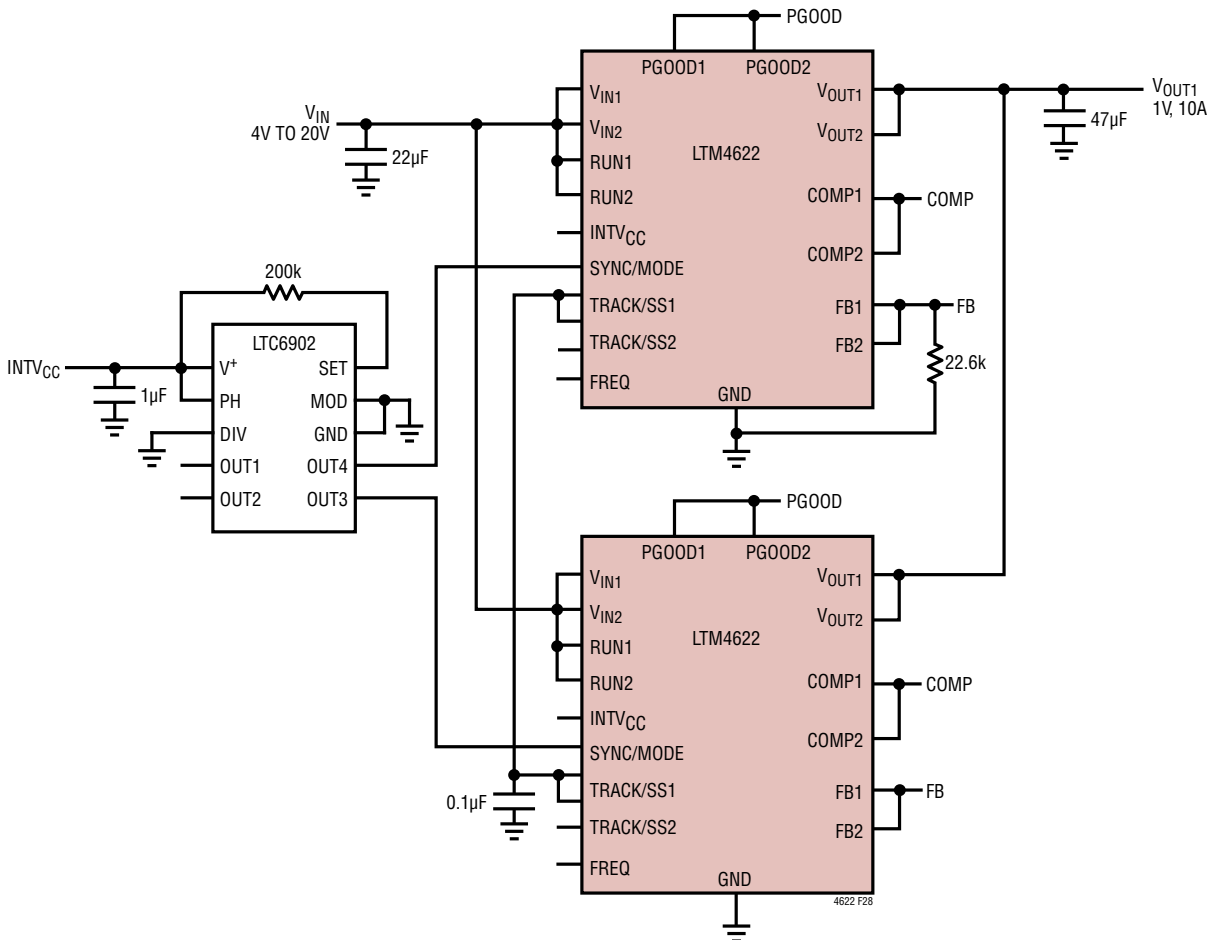 PGOOD
PGOOD1 PGOOD2
VIN1
VIN2
RUN1
RUN2
INTVCC
SYNC/MODE
TRACK/SS1
TRACK/SS2
FREQ
LTM4622
VOUT1
VOUT2
COMP1
COMP2
FB1
FB2
GND
COMP
FB
22.6k
47µF
VOUT1
1V, 10A
VIN
4V TO 20V
22µF
200k
LTC6902
INTVCC
1µF
V+
PH
DIV
OUT1
OUT2
SET
MOD
GND
OUT4
OUT3
PGOOD
PGOOD1 PGOOD2
VIN1
VIN2
RUN1
RUN2
INTVCC
SYNC/MODE
TRACK/SS1
TRACK/SS2
FREQ
LTM4622
VOUT1
VOUT2
COMP1
COMP2
FB1
FB2
GND
COMP
FB
0.1µF
4622 F28